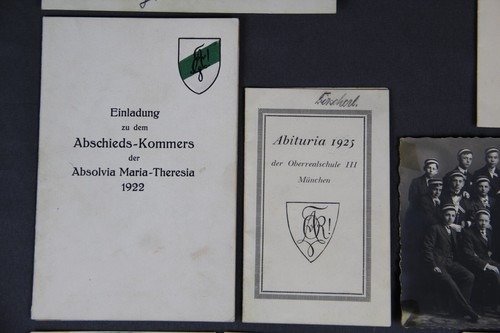 Einladung
zu dem
Abschieds-Kommers
der
Absolvia Maria-Theresia
1922
Abituria 1925
der Oberrealschule III
München